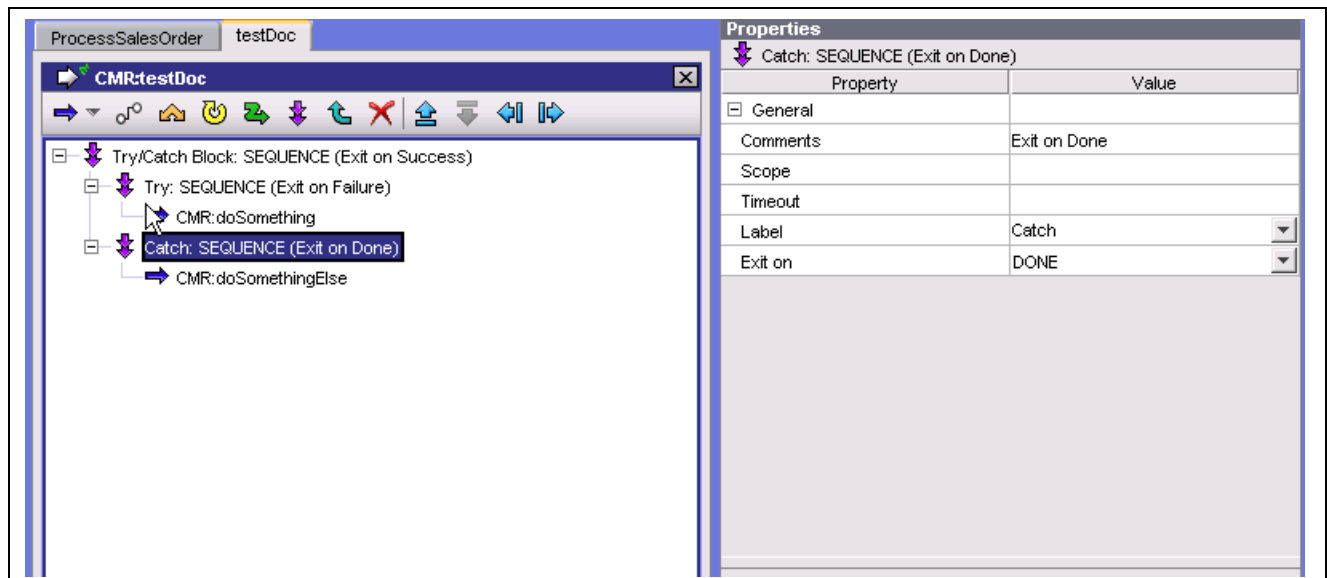 ProcessSalesOrder testDoc
CMR:testDoc
Try/Catch Block: SEQUENCE (Exit on Success)
Try: SEQUENCE (Exit on Failure)
CMR:doSomething
Catch: SEQUENCE (Exit on Done)
CMR:doSomethingElse
Properties
Catch: SEQUENCE (Exit on Done)
Property Value
General
Comments Exit on Done
Scope
Timeout
Label Catch
Exit on DONE